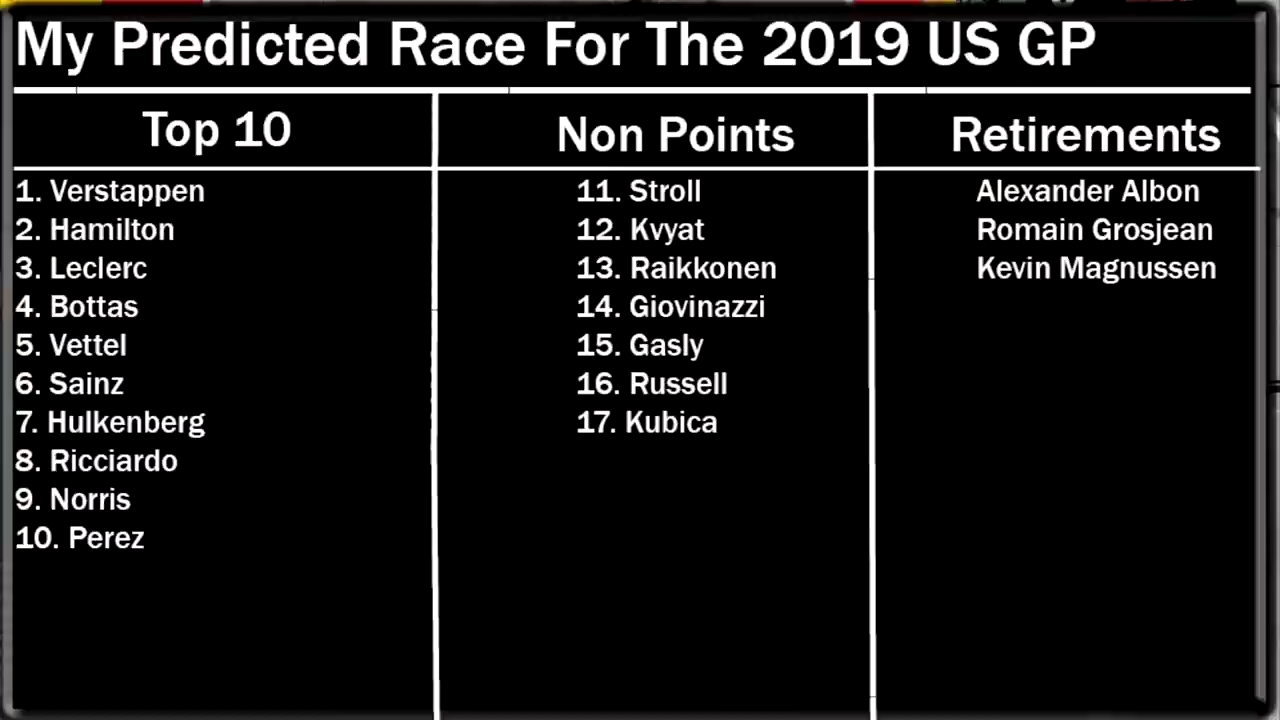 My Predicted Race For The 2019 US GP
Top 10
1. Verstappen
2. Hamilton
3. Leclerc
4. Bottas
5. Vettel
6. Sainz
7. Hulkenberg
8. Ricciardo
9. Norris
10. Perez
Non Points
11. Stroll
12. Kvyat
13. Raikkonen
14. Giovinazzi
15. Gasly
16. Russell
17. Kubica
Retirements
Alexander Albon
Romain Grosjean
Kevin Magnussen